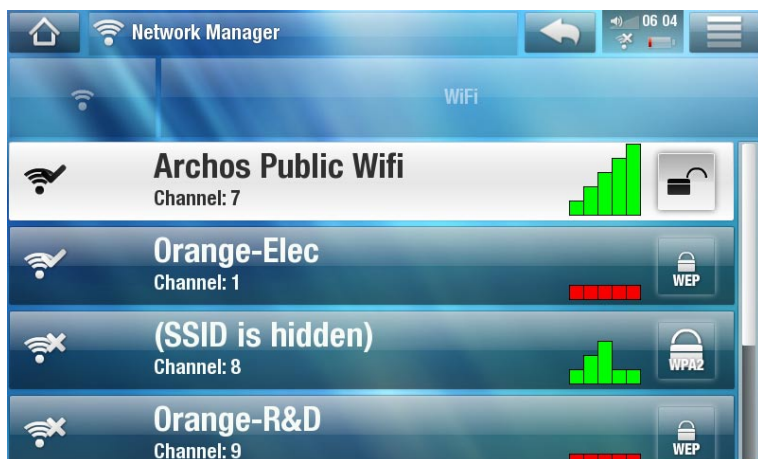 Network Manager
06 04
WiFi
Archos Public Wifi
Channel: 7
Orange-Elec
Channel: 1
WEP
(SSID is hidden)
Channel: 8
WPA2
Orange-R&D
Channel: 9
WEP